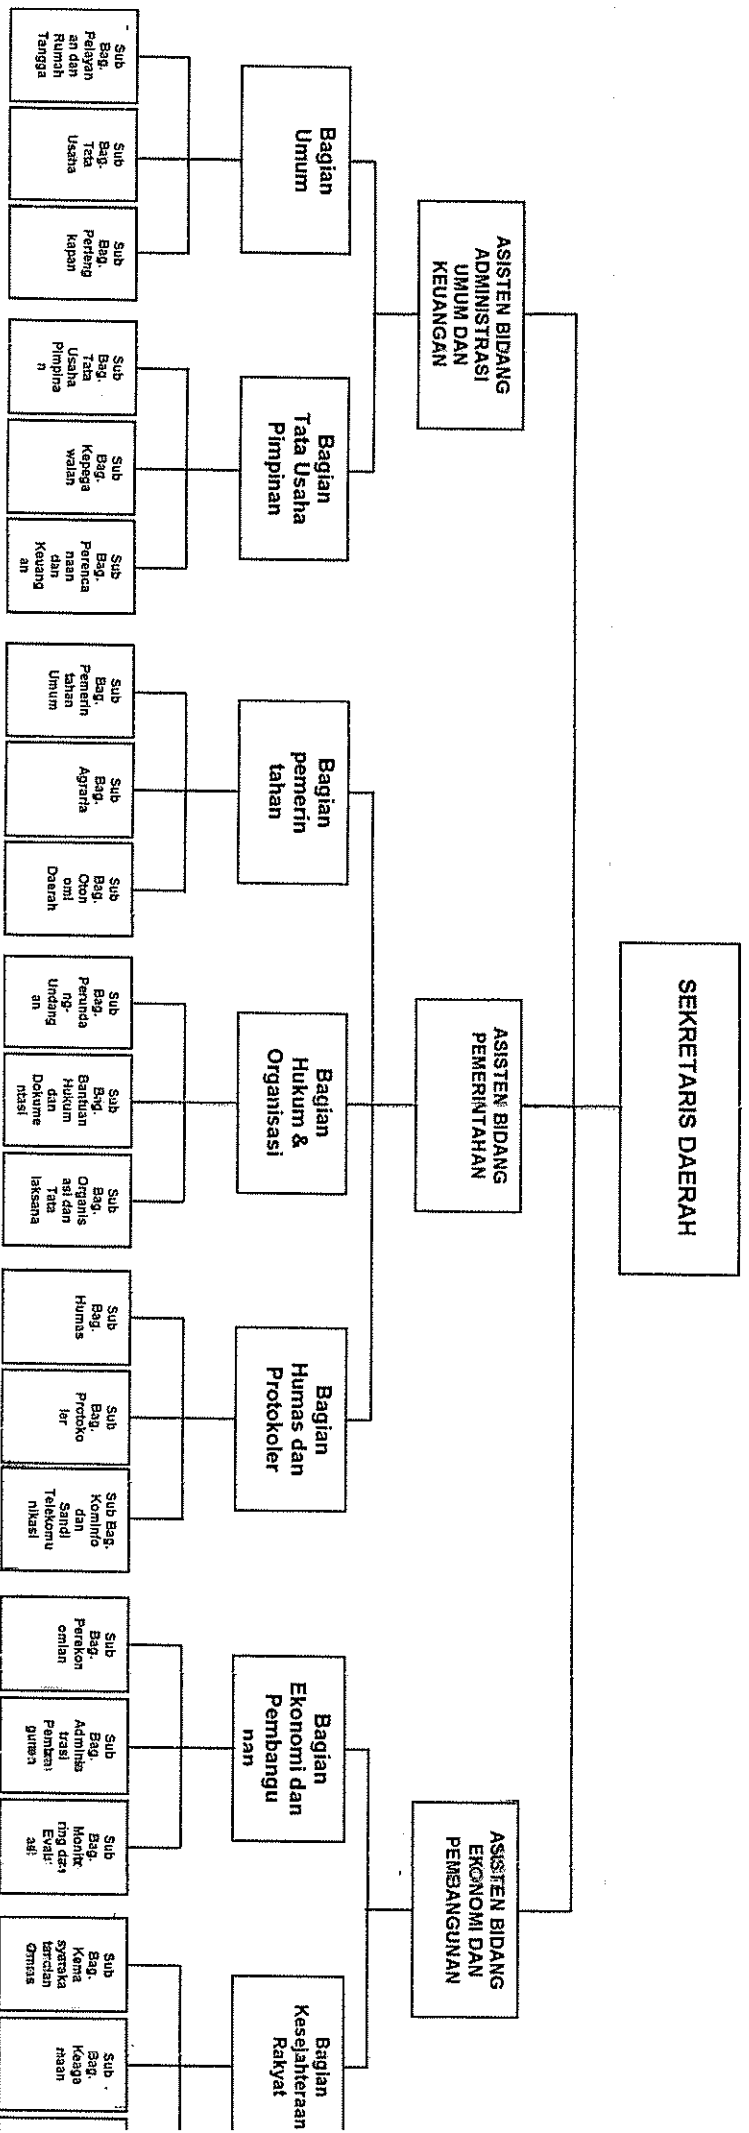 SEKRETARIS DAERAH
ASISTEN BIDANG
ADMINISTRASI
UMUM DAN
KEUANGAN
ASISTEN BIDANG
PEMERINTAHAN
ASISTEN BIDANG
EKONOMI DAN
PEMBANGUNAN
Bagian
Umum
Bagian
Tata Usaha
Pimpinan
Bagian
pemerin
tahan
Bagian
Hukum &
Organisasi
Bagian
Humas dan
Protokoler
Bagian
Ekonomi dan
Pembangu
nan
Bagian
Kesejahteraan
Rakyat
Sub
Bag.
Pelayan
an dan
Rumah
Tangga
Sub
Bag.
Tata
Usaha
Sub
Bag.
Perleng
kapan
Sub
Bag.
Tata
Usaha
Pimpina
n
Sub
Bag.
Kepega
waian
Sub
Bag.
Perenca
naan
dan
Keuang
an
Sub
Bag.
Pemerin
tahan
Umum
Sub
Bag.
Agraria
Sub
Bag.
Oton
omi
Daerah
Sub
Bag.
Perunda
ng-
Undang
an
Sub
Bag.
Bantuan
Hukum
dan
Dokume
ntasi
Sub
Bag.
Organis
asi dan
Tata
laksana
Sub
Bag.
Humas
Sub
Bag.
Protoko
ler
Sub Bag.
Kominfo
dan
Sandi
Telekomu
nikasi
Sub
Bag.
Perekon
omian
Sub
Bag.
Adminis
trasi
Pemban
gunan
Sub
Bag.
Monito
ring dan
Evalu
asi
Sub
Bag.
Kema
syaraka
tan dan
Ormas
Sub
Bag.
Keaga
maan